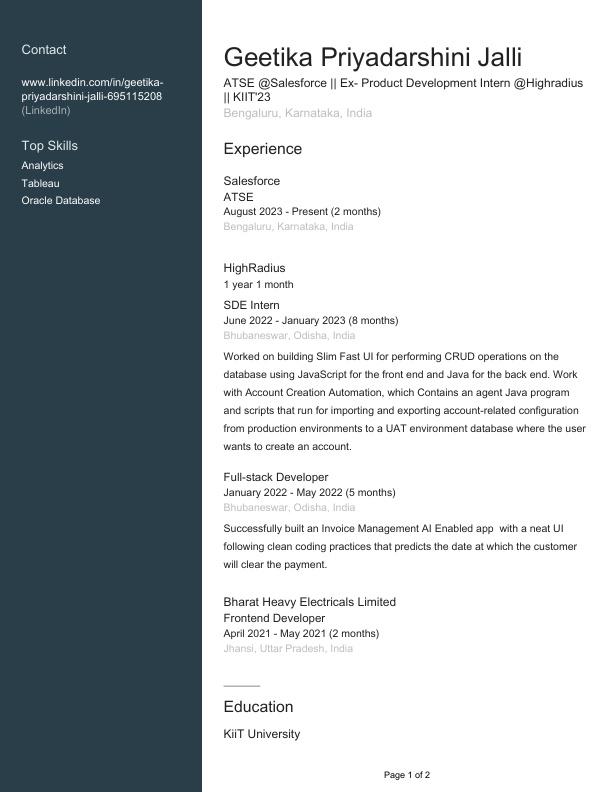 Contact
www.linkedin.com/in/geetika-
priyadarshini-jalli-695115208
(LinkedIn)
Top Skills
Analytics
Tableau
Oracle Database
Geetika Priyadarshini Jalli
ATSE @Salesforce || Ex- Product Development Intern @Highradius
|| KIIT'23
Bengaluru, Karnataka, India
Experience
Salesforce
ATSE
August 2023 - Present (2 months)
Bengaluru, Karnataka, India
HighRadius
1 year 1 month
SDE Intern
June 2022 - January 2023 (8 months)
Bhubaneswar, Odisha, India
Worked on building Slim Fast UI for performing CRUD operations on the
database using JavaScript for the front end and Java for the back end. Work
with Account Creation Automation, which Contains an agent Java program
and scripts that run for importing and exporting account-related configuration
from production environments to a UAT environment database where the user
wants to create an account.
Full-stack Developer
January 2022 - May 2022 (5 months)
Bhubaneswar, Odisha, India
Successfully built an Invoice Management AI Enabled app  with a neat UI
following clean coding practices that predicts the date at which the customer
will clear the payment.
Bharat Heavy Electricals Limited
Frontend Developer
April 2021 - May 2021 (2 months)
Jhansi, Uttar Pradesh, India
Education
KiiT University
Page 1 of 2